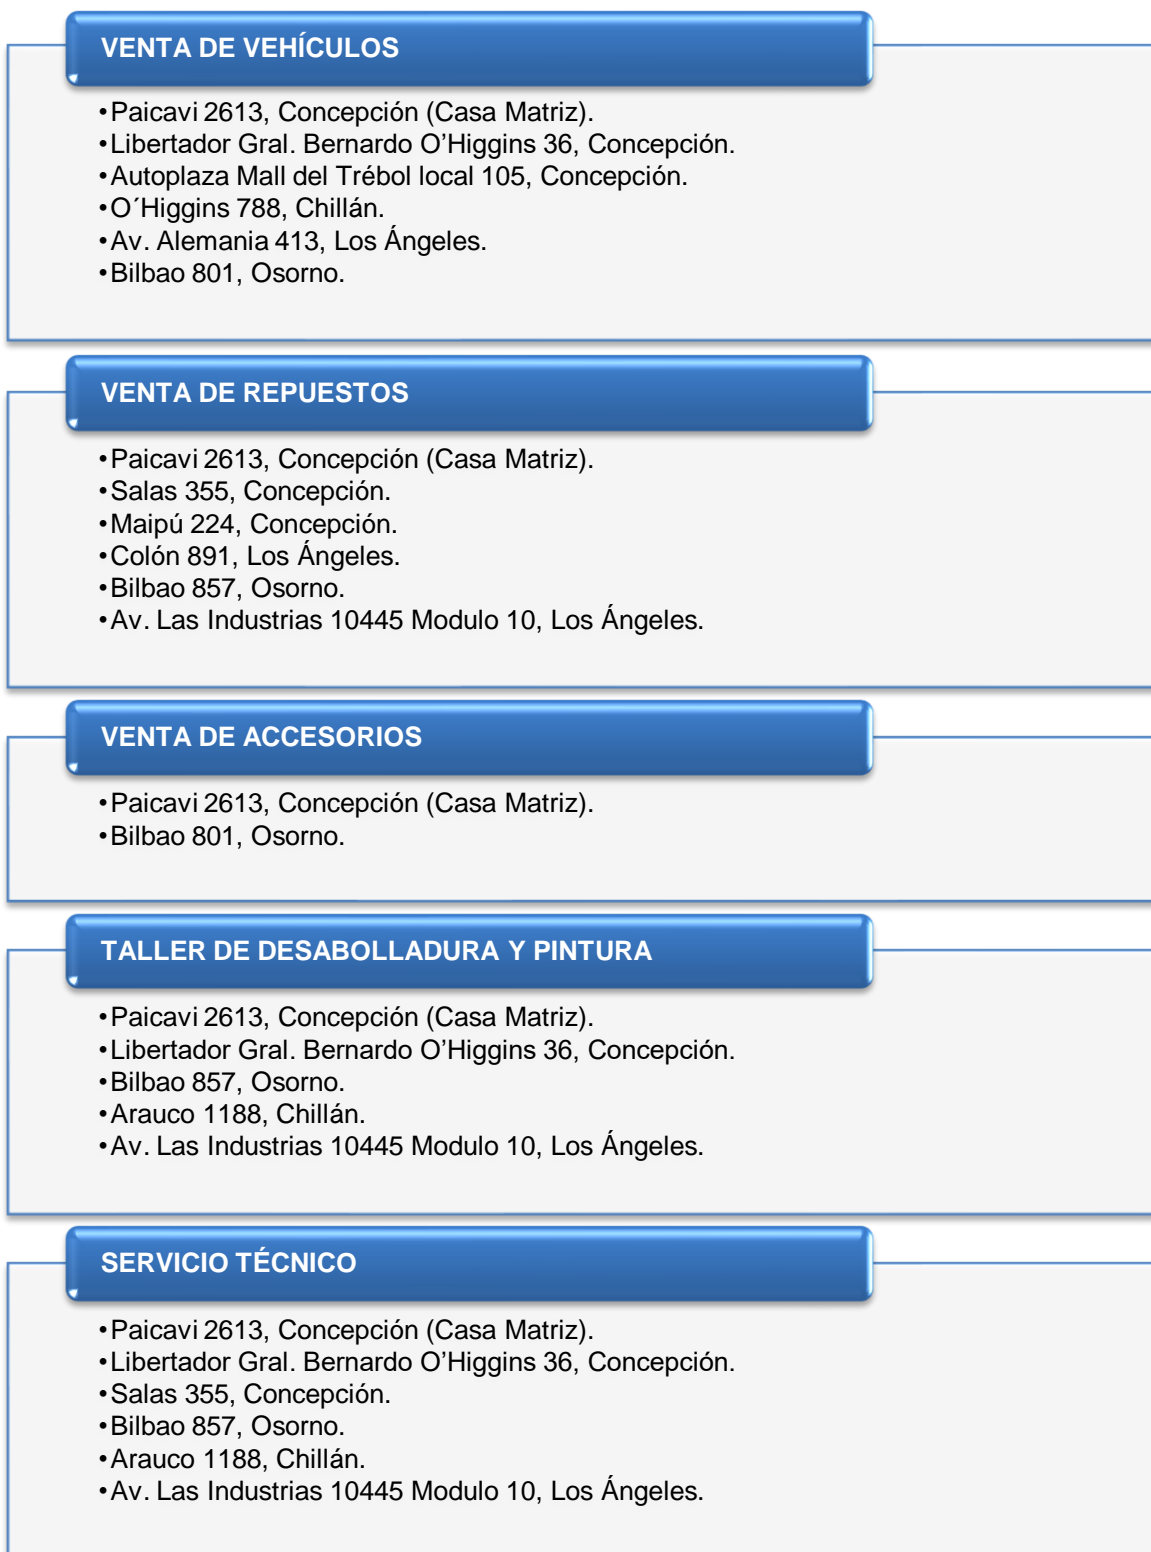 VENTA DE VEHÍCULOS
•Paicavi 2613, Concepción (Casa Matriz).
•Libertador Gral. Bernardo O’Higgins 36, Concepción.
•Autoplaza Mall del Trébol local 105, Concepción.
•O´Higgins 788, Chillán.
•Av. Alemania 413, Los Ángeles.
•Bilbao 801, Osorno.
VENTA DE REPUESTOS
•Paicavi 2613, Concepción (Casa Matriz).
•Salas 355, Concepción.
•Maipú 224, Concepción.
•Colón 891, Los Ángeles.
•Bilbao 857, Osorno.
•Av. Las Industrias 10445 Modulo 10, Los Ángeles.
VENTA DE ACCESORIOS
•Paicavi 2613, Concepción (Casa Matriz).
•Bilbao 801, Osorno.
TALLER DE DESABOLLADURA Y PINTURA
•Paicavi 2613, Concepción (Casa Matriz).
•Libertador Gral. Bernardo O’Higgins 36, Concepción.
•Bilbao 857, Osorno.
•Arauco 1188, Chillán.
•Av. Las Industrias 10445 Modulo 10, Los Ángeles.
SERVICIO TÉCNICO
•Paicavi 2613, Concepción (Casa Matriz).
•Libertador Gral. Bernardo O’Higgins 36, Concepción.
•Salas 355, Concepción.
•Bilbao 857, Osorno.
•Arauco 1188, Chillán.
•Av. Las Industrias 10445 Modulo 10, Los Ángeles.